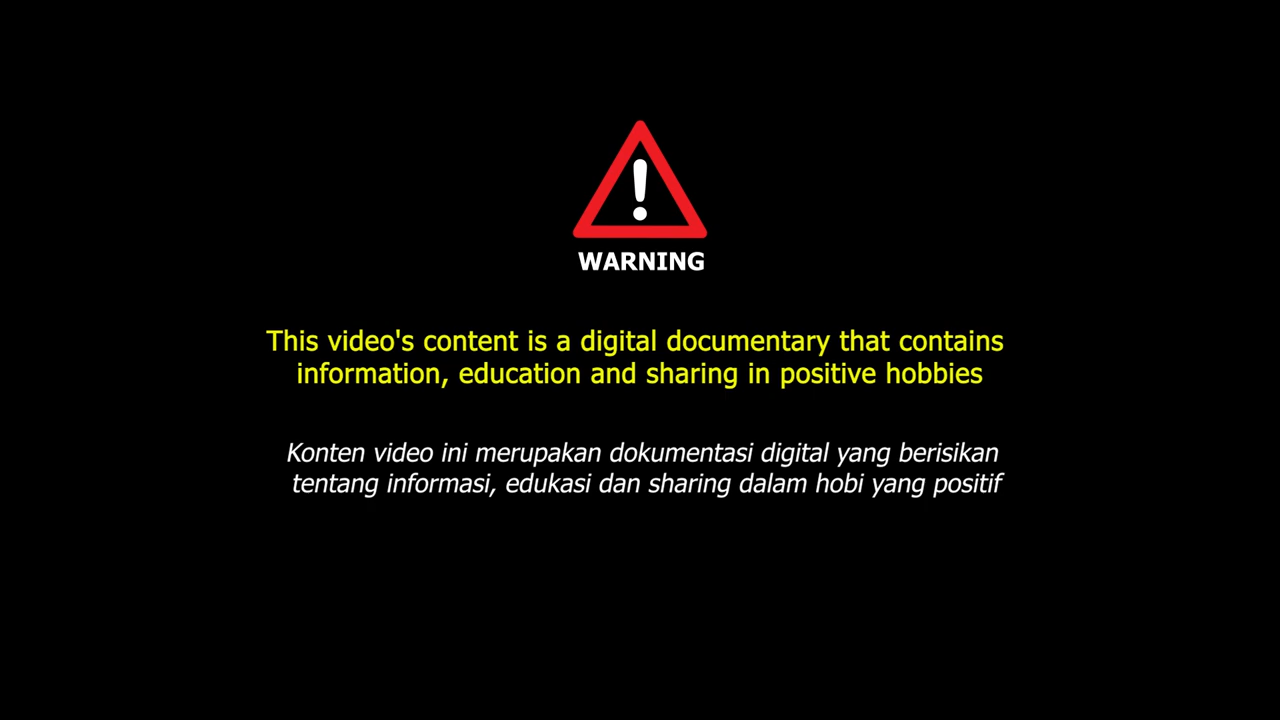 WARNING
This video's content is a digital documentary that contains
information, education and sharing in positive hobbies
Konten video ini merupakan dokumentasi digital yang berisikan
tentang informasi, edukasi dan sharing dalam hobi yang positif